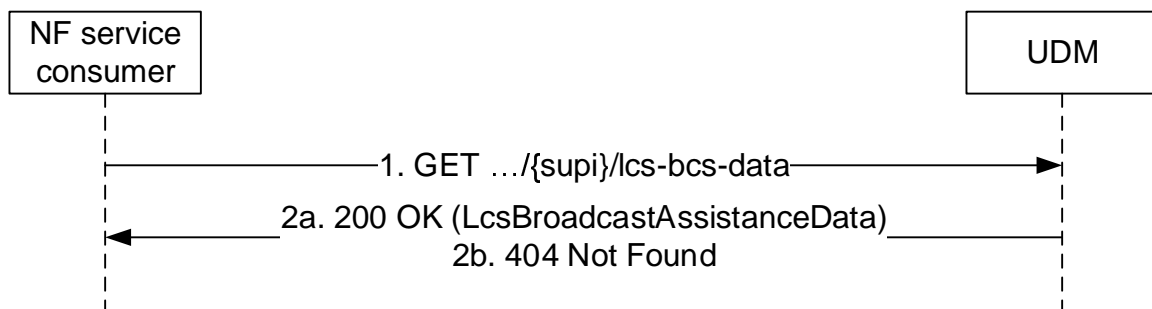 NF service
consumer
UDM
1. GET …/{supi}/lcs-bcs-data
2a. 200 OK (LcsBroadcastAssistanceData)
2b. 404 Not Found